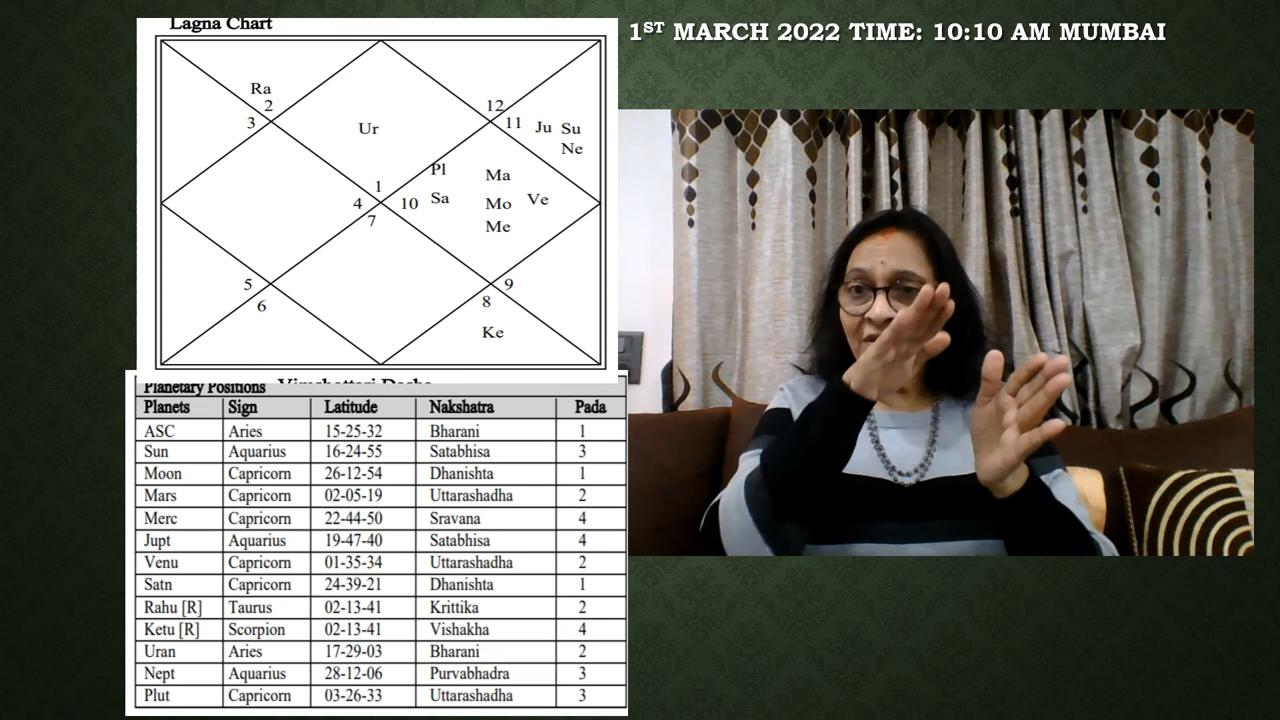 Lagna Chart
1ST MARCH 2022 TIME: 10:10 AM MUMBAI
Ra
2
3
Ur
12
11
Ju Su
Ne
Pl
Ma
1
4 10 Sa Mo Ve
7
Me
5
6
9
8
Ke
Planetary Positions Vimshottari Dasha
Planets Sign Latitude Nakshatra Pada
ASC Aries 15-25-32 Bharani 1
Sun Aquarius 16-24-55 Satabhisa 3
Moon Capricorn 26-12-54 Dhanishta 1
Mars Capricorn 02-05-19 Uttarashadha 2
Merc Capricorn 22-44-50 Sravana 4
Jupt Aquarius 19-47-40 Satabhisa 4
Venu Capricorn 01-35-34 Uttarashadha 2
Satn Capricorn 24-39-21 Dhanishta 1
Rahu [R] Taurus 02-13-41 Krittika 2
Ketu [R] Scorpion 02-13-41 Vishakha 4
Uran Aries 17-29-03 Bharani 2
Nept Aquarius 28-12-06 Purvabhadra 3
Plut Capricorn 03-26-33 Uttarashadha 3